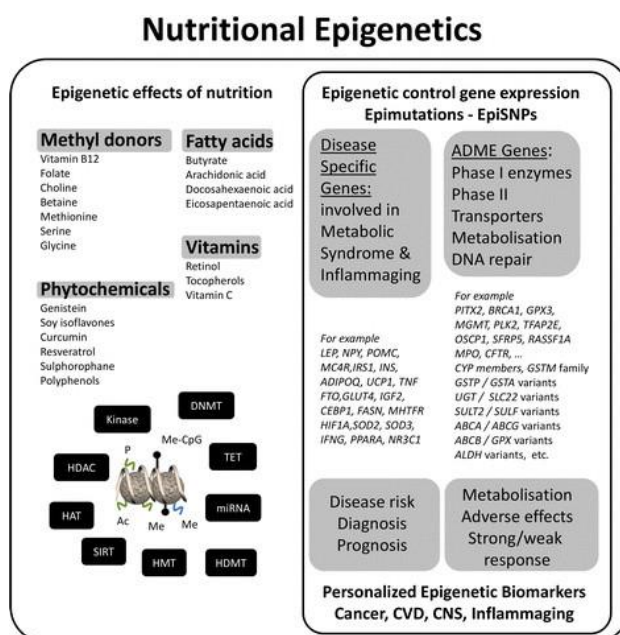 Nutritional Epigenetics
Epigenetic effects of nutrition
Methyl donors
Vitamin B12
Folate
Choline
Betaine
Methionine
Serine
Glycine
Fatty acids
Butyrate
Arachidonic acid
Docosahexaenoic acid
Eicosapentaenoic acid
Vitamins
Retinol
Tocopherols
Vitamin C
Phytochemicals
Genistein
Soy isoflavones
Curcumin
Resveratrol
Sulphorophane
Polyphenols
Kinase
DNMT
Me-CpG
P
HDAC
TET
HAT
Ac
Me
Me
miRNA
SIRT
HMT
HDMT
Epigenetic control gene expression
Epimutations - EpiSNPs
Disease
Specific
Genes:
involved in
Metabolic
Syndrome &
Inflammaging
For example
LEP, NPY, POMC,
MC4R,IRS1, INS,
ADIPOQ, UCP1, TNF
FTO,GLUT4, IGF2,
CEBP1, FASN, MHTFR
HIF1A,SOD2, SOD3,
IFNG, PPARA, NR3C1
ADME Genes:
Phase I enzymes
Phase II
Transporters
Metabolisation
DNA repair
For example
PITX2, BRCA1, GPX3,
MGMT, PLK2, TFAP2E,
OSCP1, SFRP5, RASSF1A
MPO, CFTR, ...
CYP members, GSTM family
GSTP / GSTA variants
UGT / SLC22 variants
SULT2 / SULF variants
ABCA / ABCG variants
ABCB / GPX variants
ALDH variants, etc.
Disease risk
Diagnosis
Prognosis
Metabolisation
Adverse effects
Strong/weak
response
Personalized Epigenetic Biomarkers
Cancer, CVD, CNS, Inflammaging